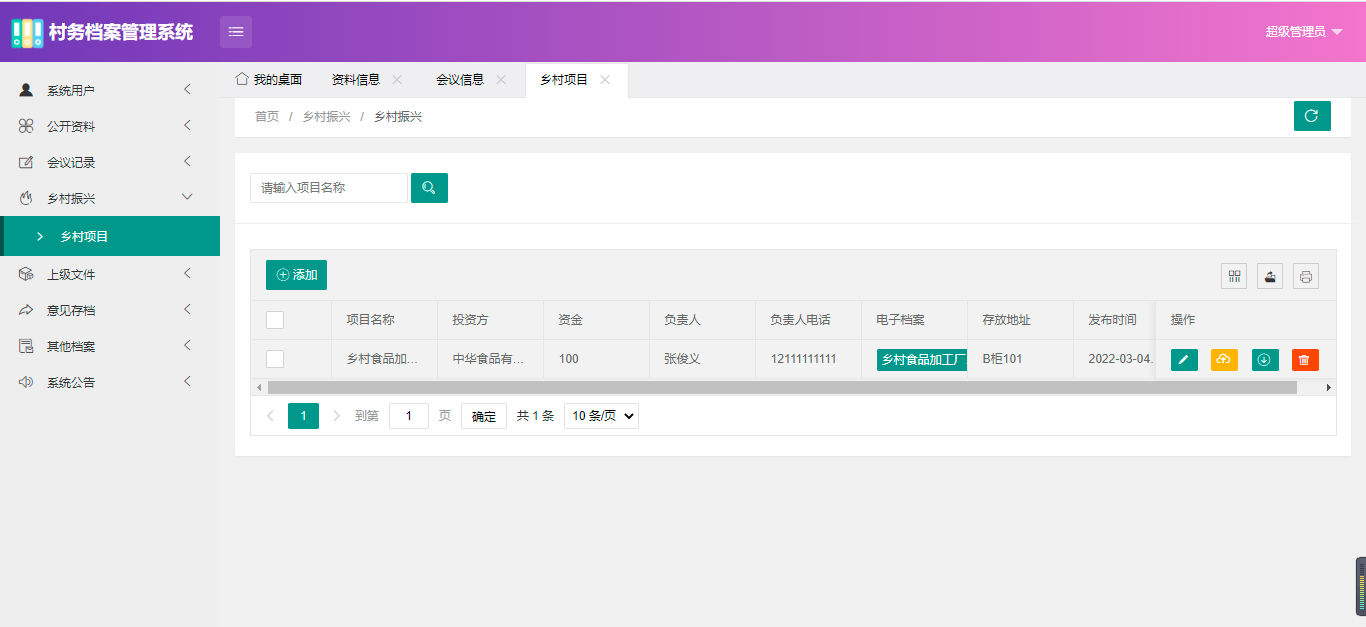 村务档案管理系统
超级管理员
系统用户
公开资料
会议记录
乡村振兴
乡村项目
上级文件
意见存档
其他档案
系统公告
我的桌面 资料信息 会议信息 乡村项目
首页 / 乡村振兴 / 乡村振兴
请输入项目名称
添加
项目名称 投资方 资金 负责人 负责人电话 电子档案 存放地址 发布时间 操作
乡村食品加... 中华食品有... 100 张俊义 12111111111 乡村食品加工厂 B柜101 2022-03-04.
1 到第 1 页 确定 共 1 条 10 条/页